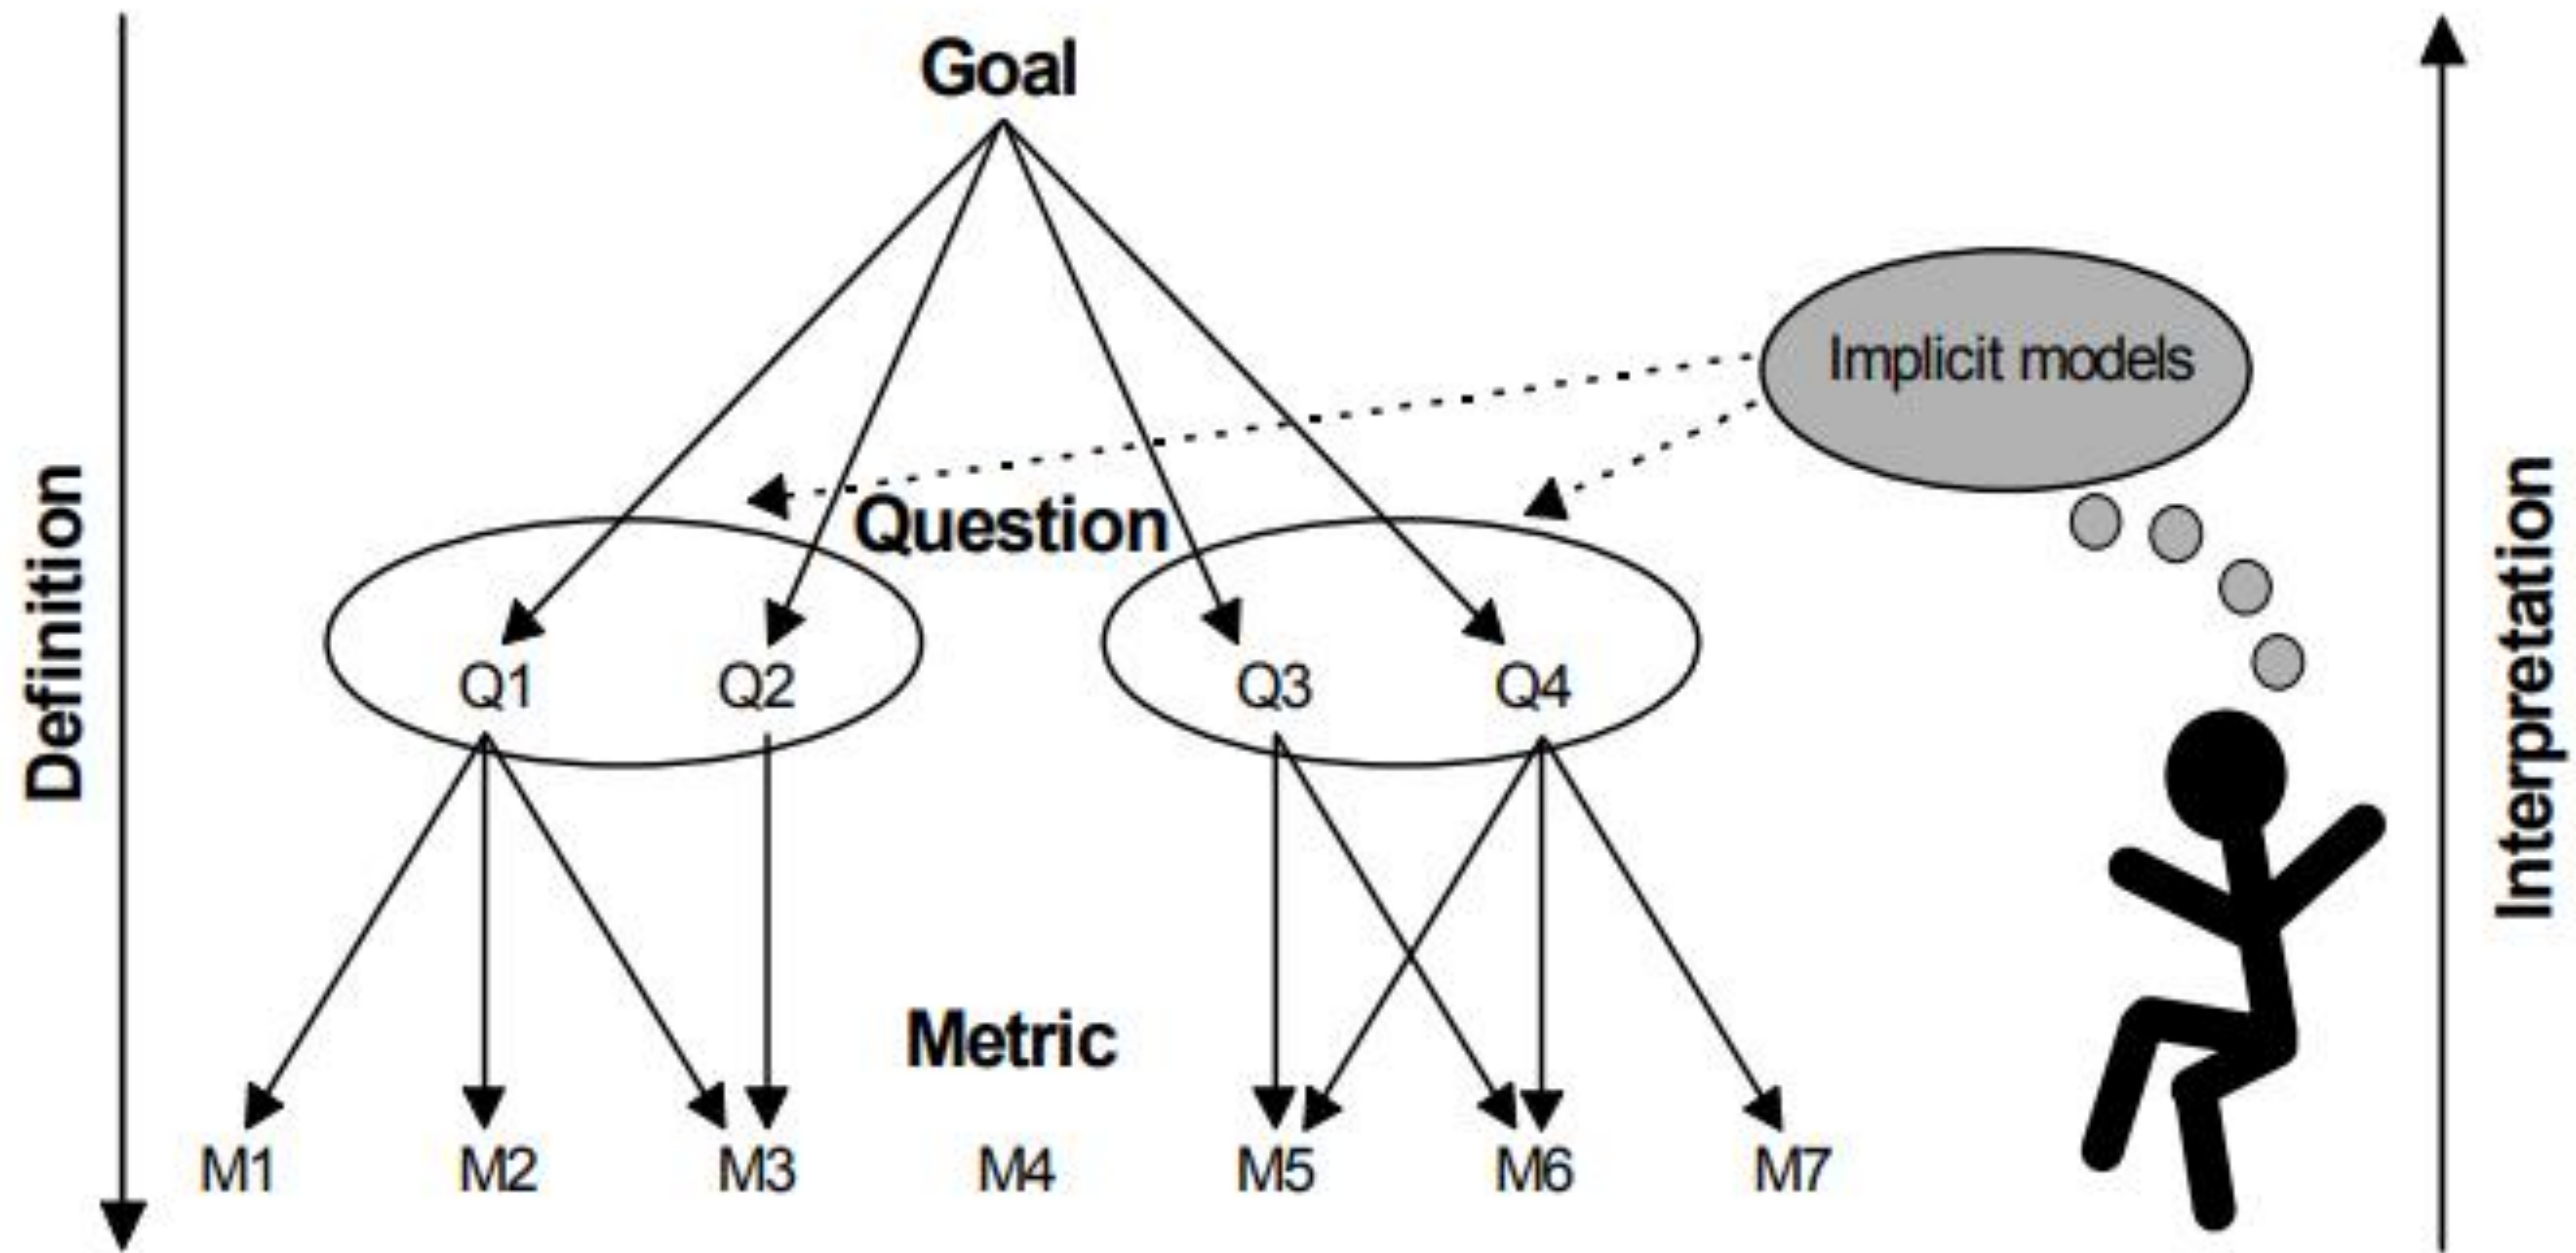 Goal
Implicit models
Question
Definition
Interpretation
Q1 Q2 Q3 Q4
Metric
M1 M2 M3 M4 M5 M6 M7